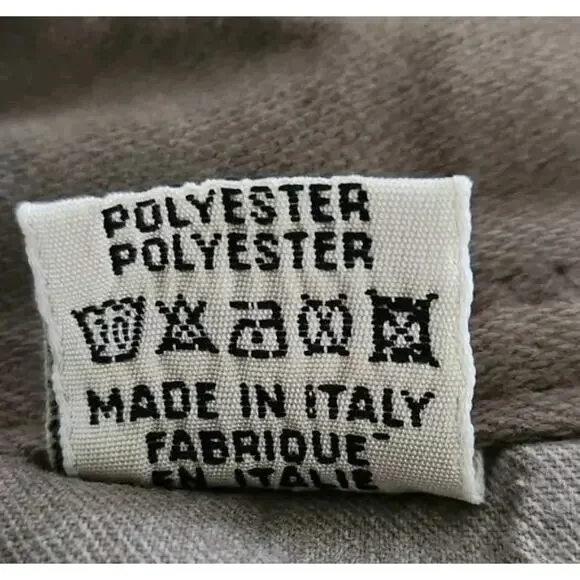 POLYESTER
POLYESTER
MADE IN ITALY
FABRIQUE
EN ITALIE